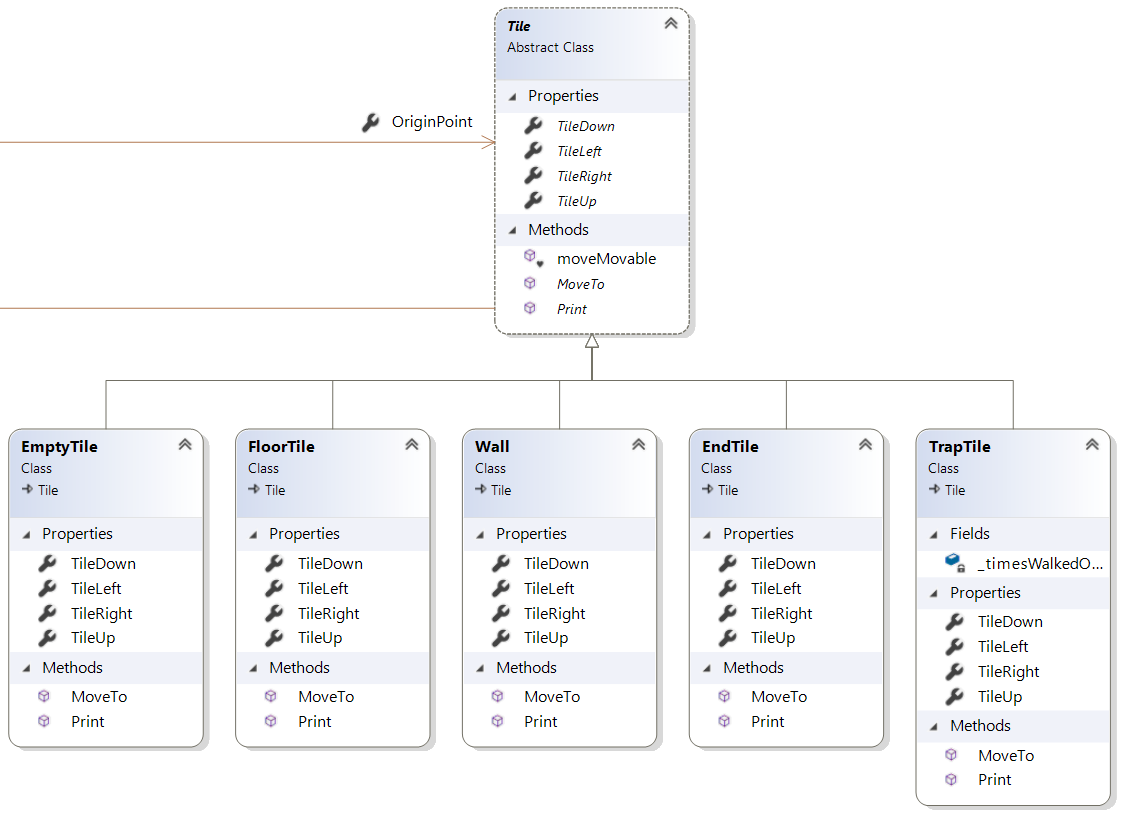 Tile
Abstract Class
Properties
OriginPoint
TileDown
TileLeft
TileRight
TileUp
Methods
moveMovable
MoveTo
Print
EmptyTile
Class
Tile
Properties
TileDown
TileLeft
TileRight
TileUp
Methods
MoveTo
Print
FloorTile
Class
Tile
Properties
TileDown
TileLeft
TileRight
TileUp
Methods
MoveTo
Print
Wall
Class
Tile
Properties
TileDown
TileLeft
TileRight
TileUp
Methods
MoveTo
Print
EndTile
Class
Tile
Properties
TileDown
TileLeft
TileRight
TileUp
Methods
MoveTo
Print
TrapTile
Class
Tile
Fields
_timesWalkedO...
Properties
TileDown
TileLeft
TileRight
TileUp
Methods
MoveTo
Print